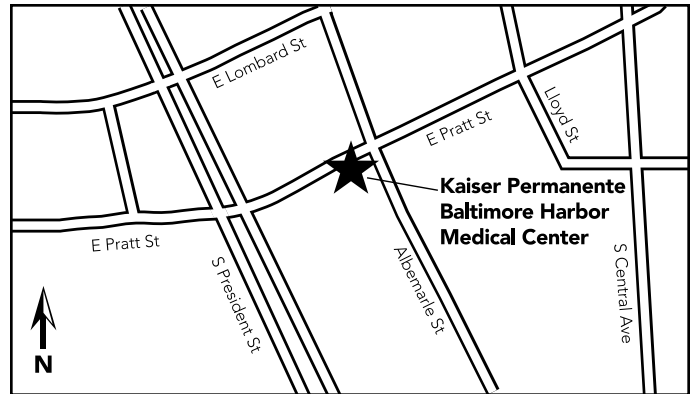 E Lombard St
Lloyd St
E Pratt St
Kaiser Permanente
Baltimore Harbor
Medical Center
E Pratt St
S President St
Albemarle St
S Central Ave
N